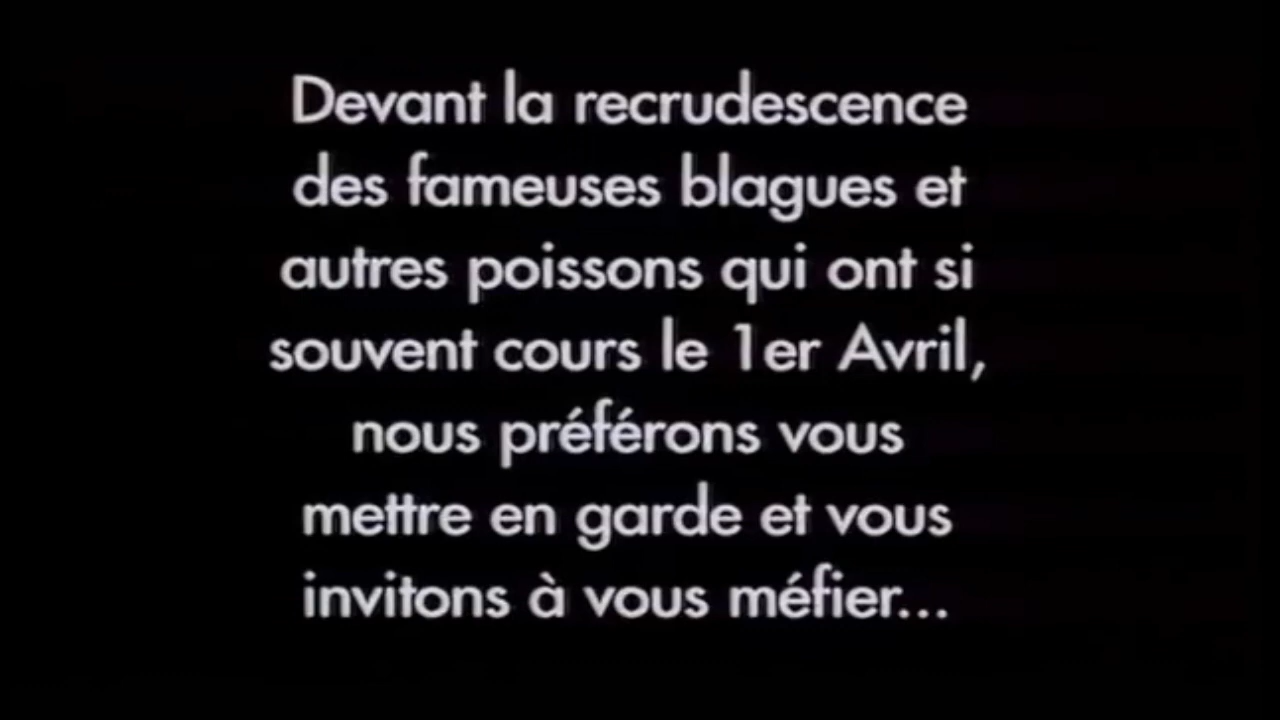 Devant la recrudescence
des fameuses blagues et
autres poissons qui ont si
souvent cours le 1er Avril,
nous préférons vous
mettre en garde et vous
invitons à vous méfier...